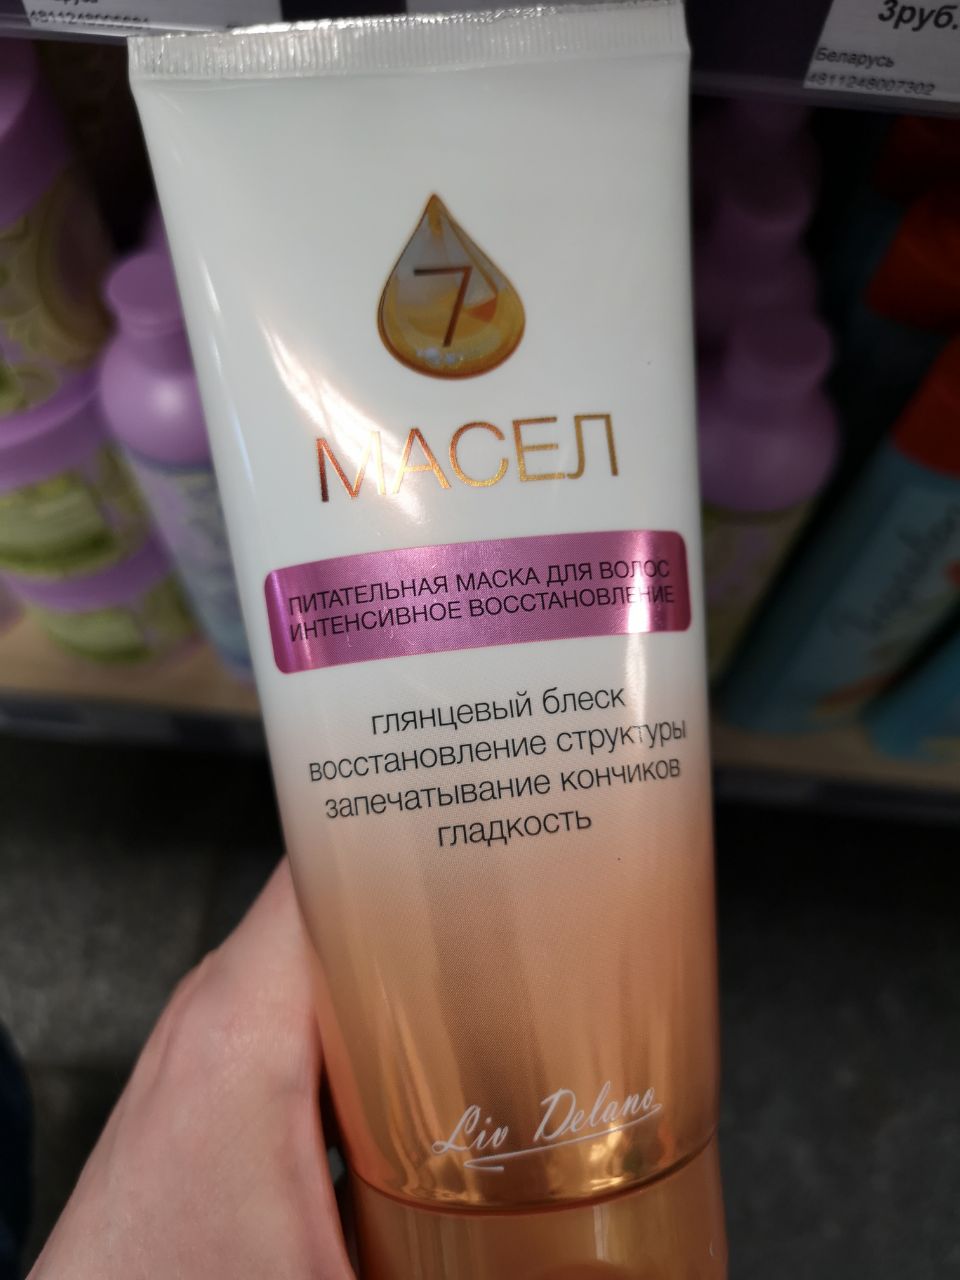 3руб.
Беларусь
4811248007302
7
МАСЕЛ
ПИТАТЕЛЬНАЯ МАСКА ДЛЯ ВОЛОС
ИНТЕНСИВНОЕ ВОССТАНОВЛЕНИЕ
глянцевый блеск
восстановление структуры
запечатывание кончиков
гладкость
Liv Delano